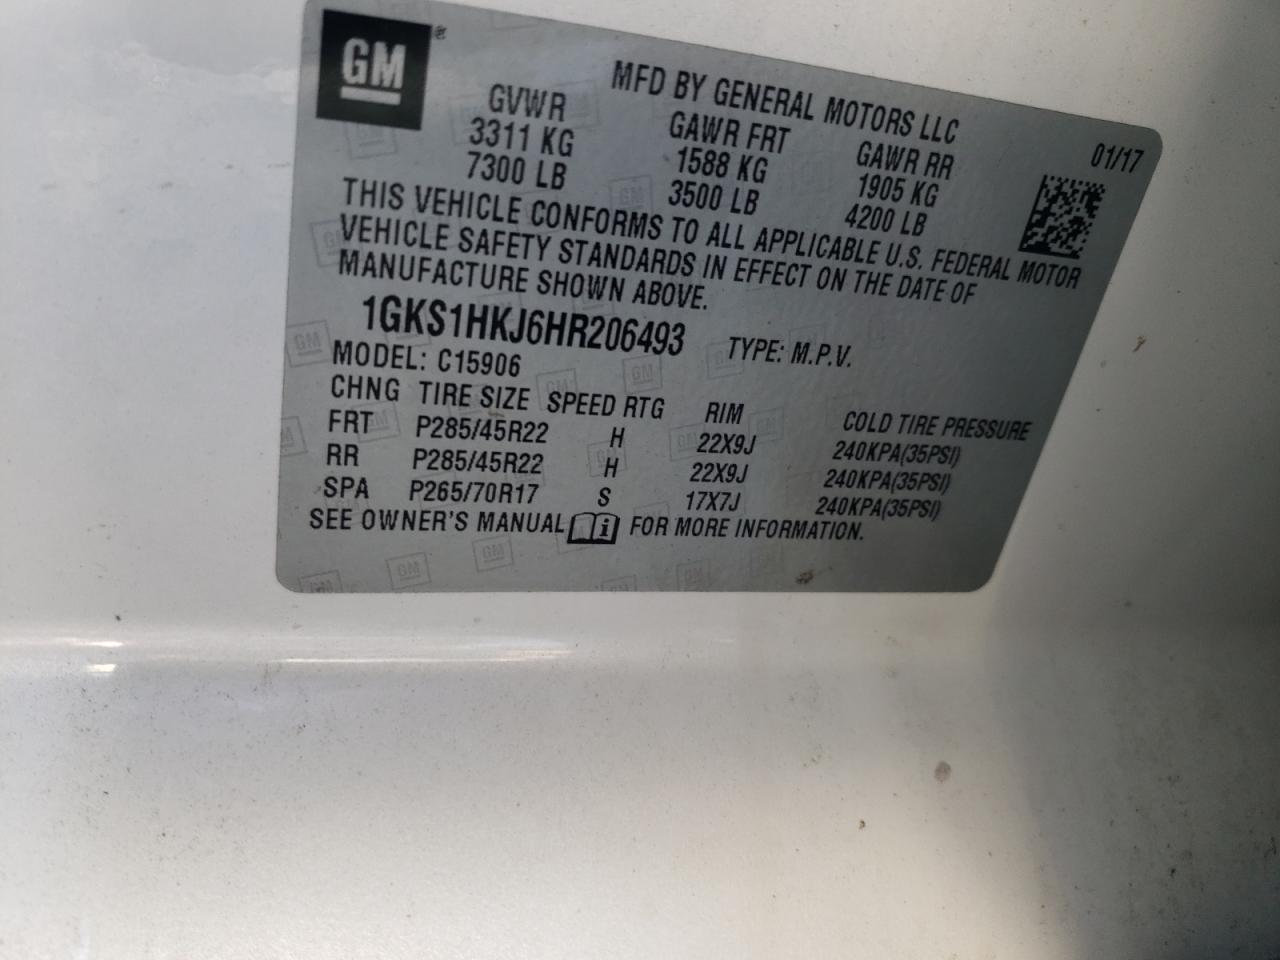 GM®
MFD BY GENERAL MOTORS LLC
01/17
GVWR GAWR FRT GAWR RR
3311 KG 1588 KG 1905 KG
7300 LB 3500 LB 4200 LB
THIS VEHICLE CONFORMS TO ALL APPLICABLE U.S. FEDERAL MOTOR
VEHICLE SAFETY STANDARDS IN EFFECT ON THE DATE OF
MANUFACTURE SHOWN ABOVE.
1GKS1HKJ6HR206493 TYPE: M.P.V.
MODEL: C15906
CHNG TIRE SIZE SPEED RTG RIM COLD TIRE PRESSURE
FRT P285/45R22 H 22X9J 240KPA(35PSI)
RR P285/45R22 H 22X9J 240KPA(35PSI)
SPA P265/70R17 S 17X7J 240KPA(35PSI)
SEE OWNER'S MANUAL i FOR MORE INFORMATION.